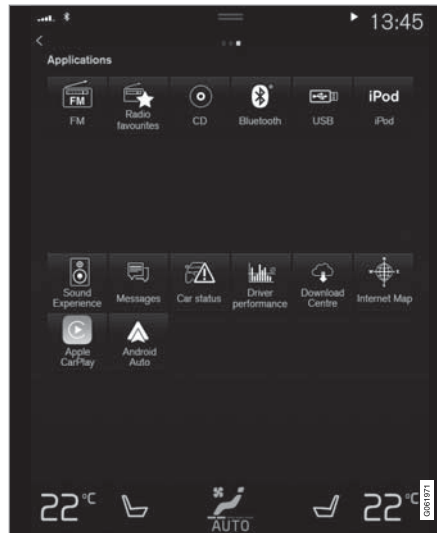 13:45
Applications
FM
FM
Radio
favourites
CD
Bluetooth
USB
iPod
iPod
Sound
Experience
Messages
Car status
Driver
performance
Download
Centre
Internet Map
Apple
CarPlay
Android
Auto
22°C
AUTO
22°C
G061971